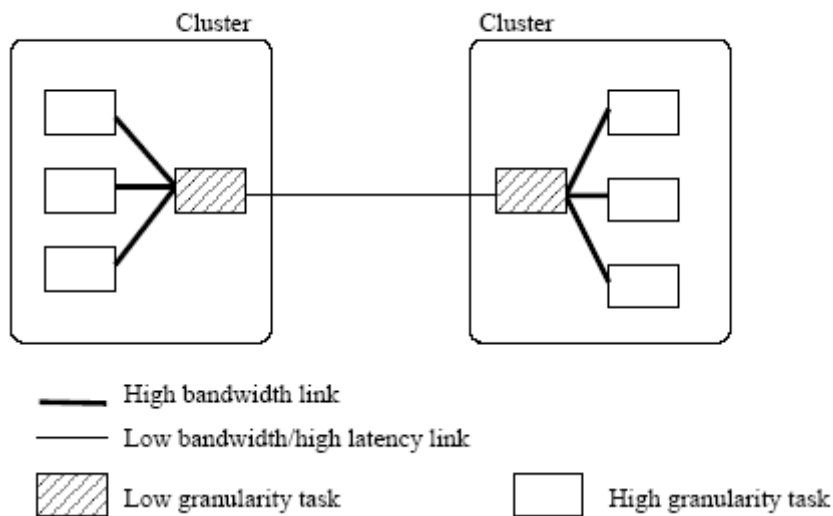 Cluster
Cluster
High bandwidth link
Low bandwidth/high latency link
Low granularity task
High granularity task